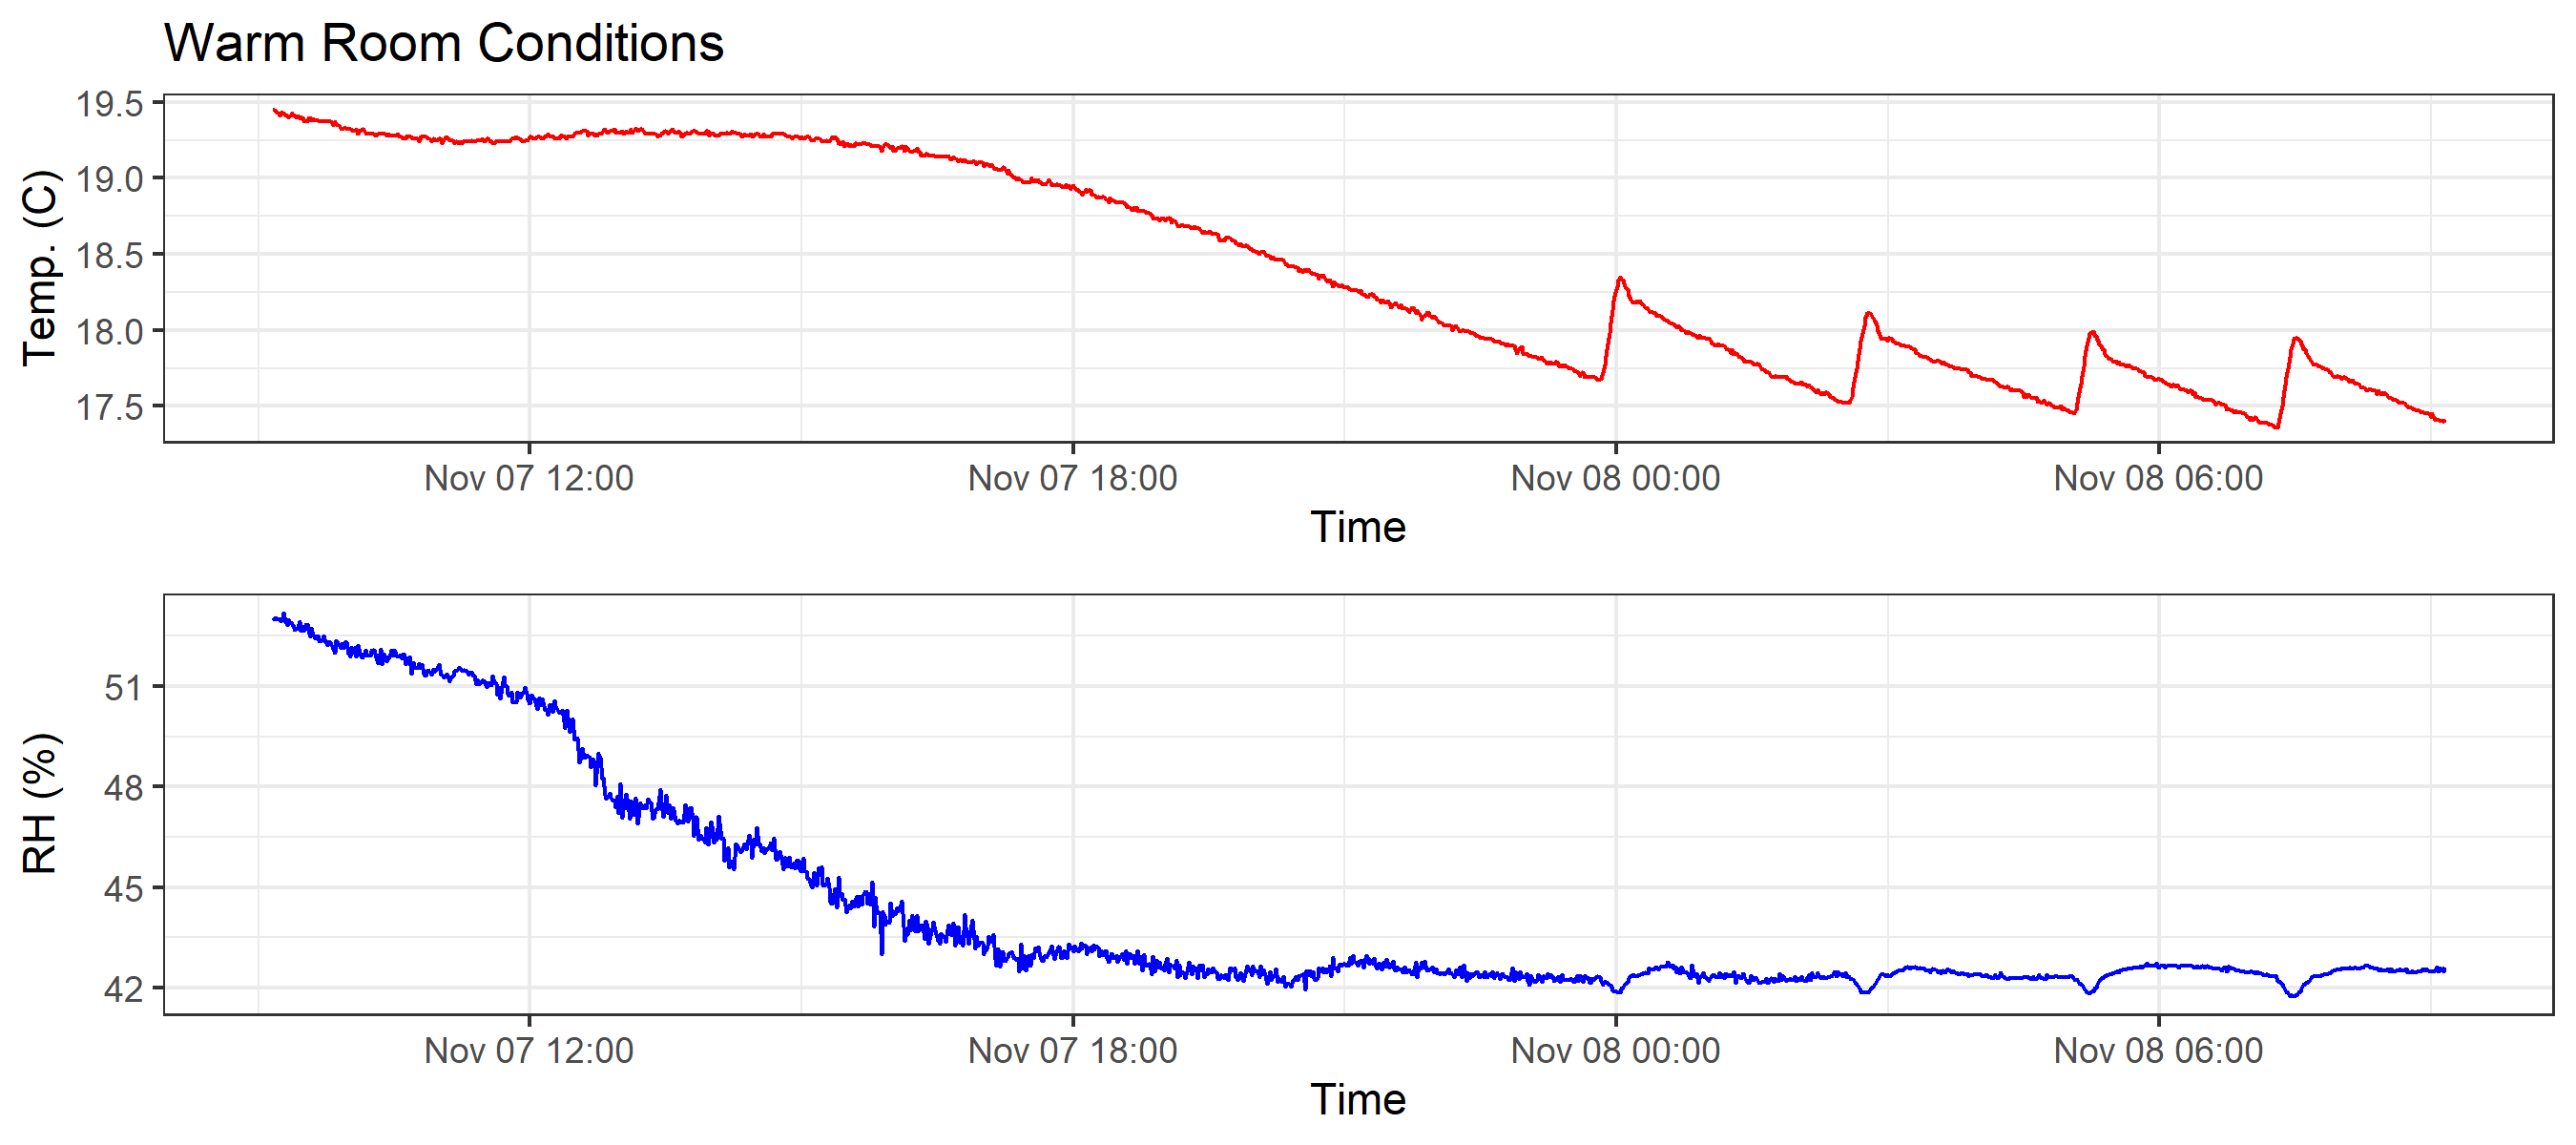 Warm Room Conditions
Temp. (C)
19.5
19.0
18.5
18.0
17.5
Nov 07 12:00 Nov 07 18:00 Nov 08 00:00 Nov 08 06:00
Time
RH (%)
51
48
45
42
Nov 07 12:00 Nov 07 18:00 Nov 08 00:00 Nov 08 06:00
Time